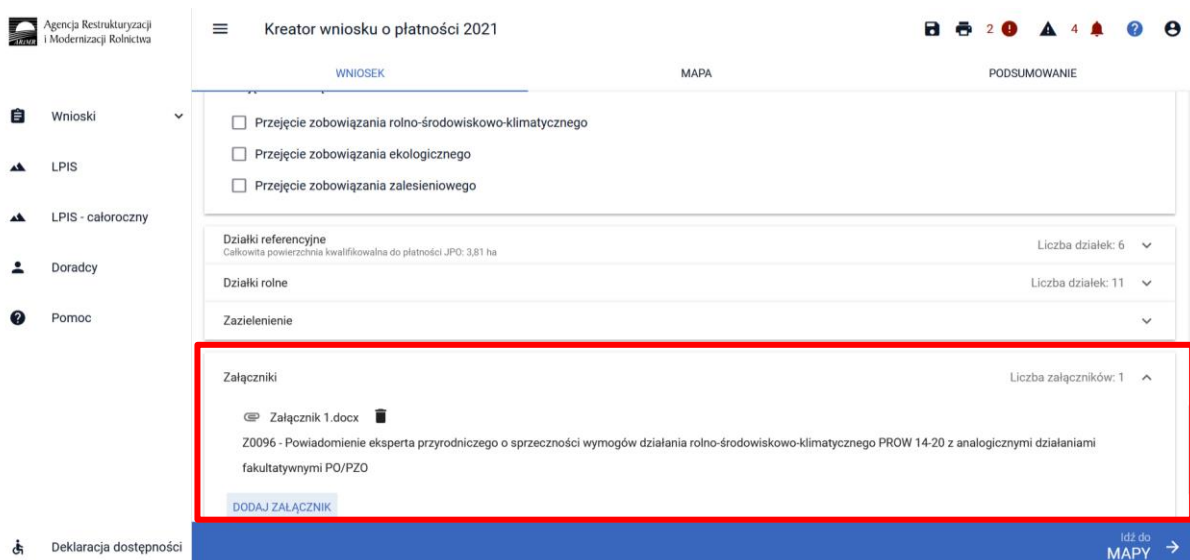 Agencja Restrukturyzacji
i Modernizacji Rolnictwa
ARiMR
Kreator wniosku o płatności 2021
2
4
WNIOSEK
MAPA
PODSUMOWANIE
Wnioski
LPIS
LPIS - całoroczny
Doradcy
Pomoc
Deklaracja dostępności
Przejęcie zobowiązania rolno-środowiskowo-klimatycznego
Przejęcie zobowiązania ekologicznego
Przejęcie zobowiązania zalesieniowego
Działki referencyjne
Całkowita powierzchnia kwalifikowalna do płatności JPO: 3,81 ha
Liczba działek: 6
Działki rolne
Liczba działek: 11
Zazielenienie
Załączniki
Liczba załączników: 1
Załącznik 1.docx
Z0096 - Powiadomienie eksperta przyrodniczego o sprzeczności wymogów działania rolno-środowiskowo-klimatycznego PROW 14-20 z analogicznymi działaniami
fakultatywnymi PO/PZO
DODAJ ZAŁĄCZNIK
Idź do
MAPY